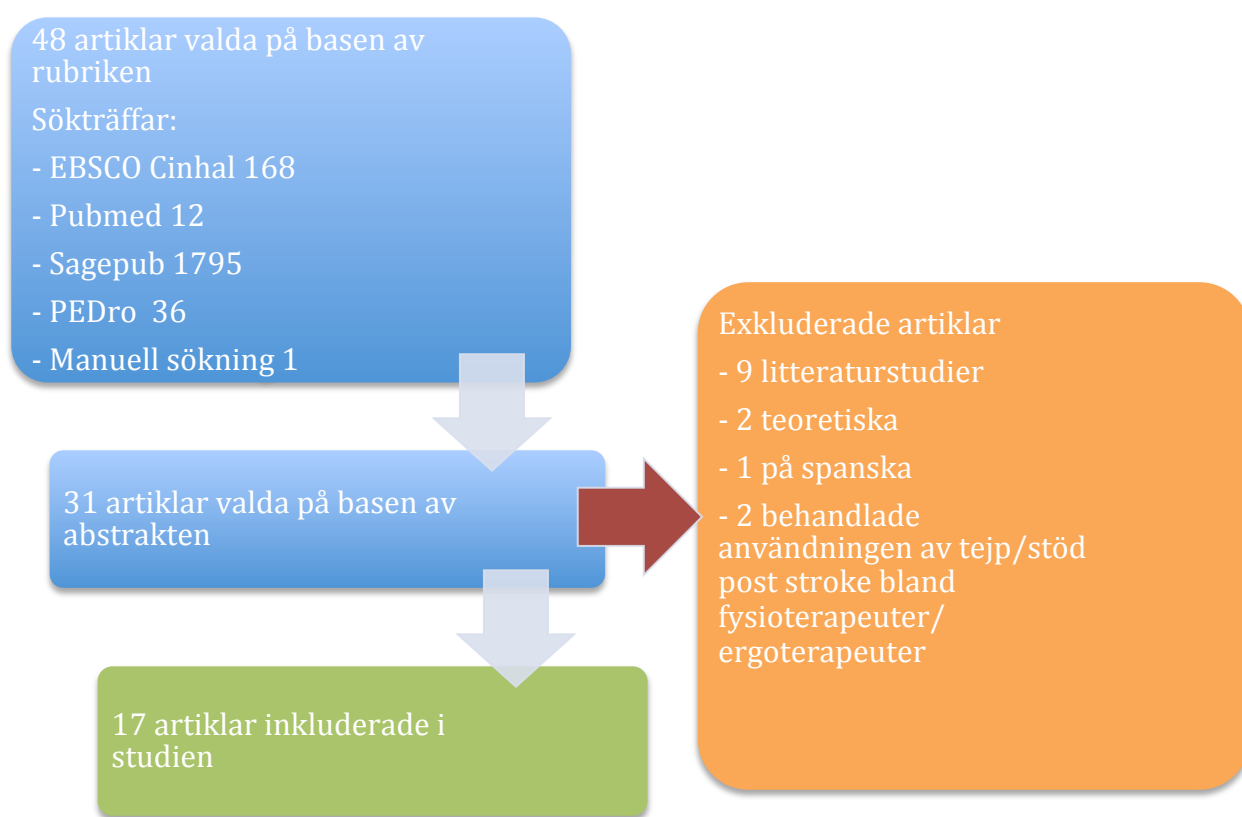 48 artiklar valda på basen av
rubriken
Sökträffar:
- EBSCO Cinhal 168
- Pubmed 12
- Sagepub 1795
- PEDro  36
- Manuell sökning 1
31 artiklar valda på basen av
abstrakten
Exkluderade artiklar
- 9 litteraturstudier
- 2 teoretiska
- 1 på spanska
- 2 behandlade
användningen av tejp/stöd
post stroke bland
fysioterapeuter/
ergoterapeuter
17 artiklar inkluderade i
studien